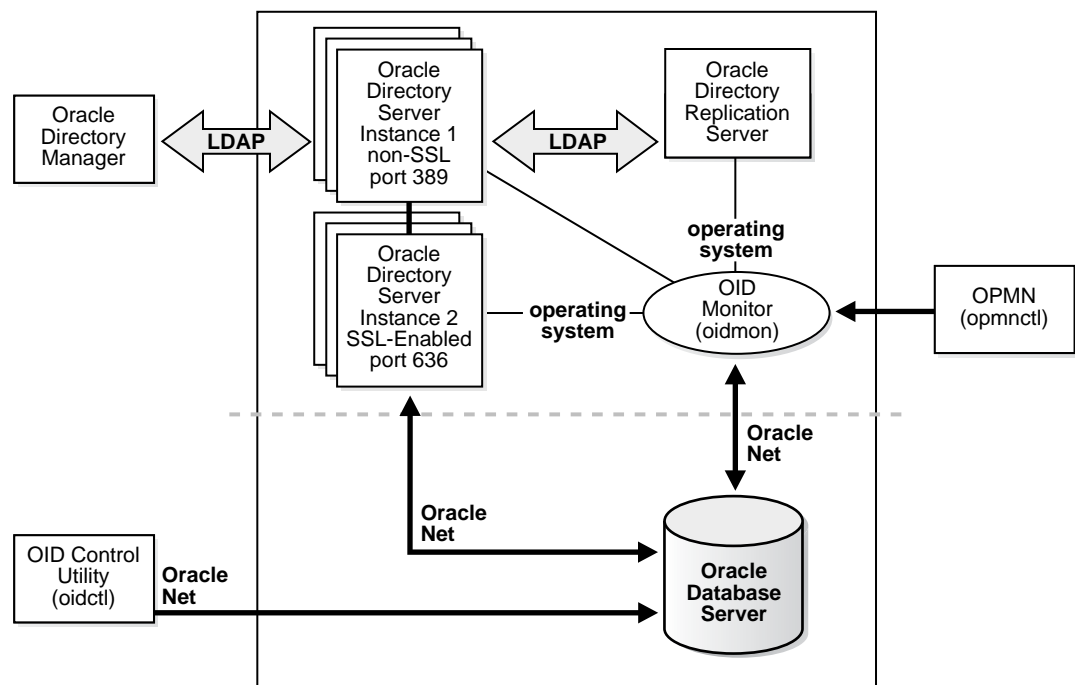 Oracle
Directory
Manager
LDAP
Oracle
Directory
Server
Instance 1
non-SSL
port 389
LDAP
Oracle
Directory
Replication
Server
Oracle
Directory
Server
Instance 2
SSL-Enabled
port 636
operating
system
operating
system
OID
Monitor
(oidmon)
OPMN
(opmnctl)
Oracle
Net
Oracle
Net
OID Control
Utility
(oidctl)
Oracle
Net
Oracle
Database
Server